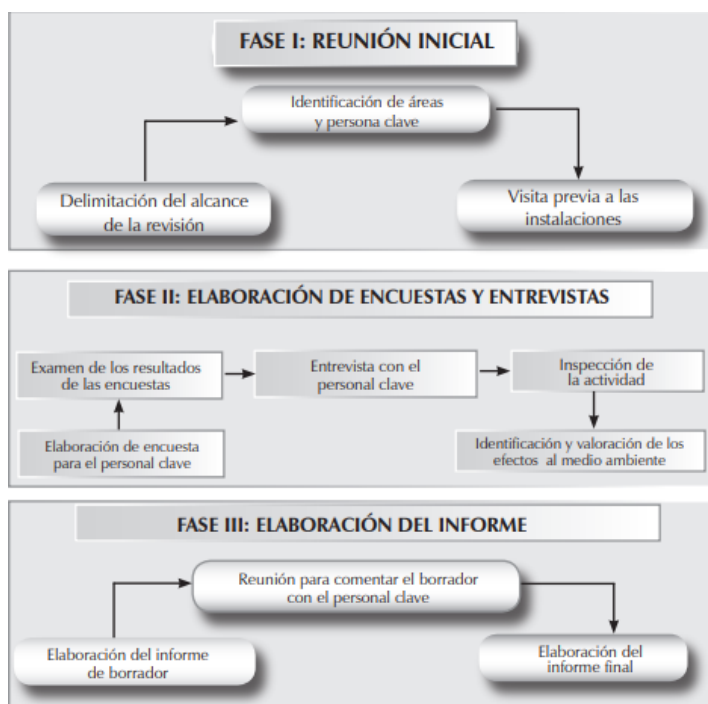 FASE I: REUNIÓN INICIAL
Identificación de áreas
y persona clave
Delimitación del alcance
de la revisión
Visita previa a las
instalaciones
FASE II: ELABORACIÓN DE ENCUESTAS Y ENTREVISTAS
Examen de los resultados
de las encuestas
Entrevista con el
personal clave
Inspección de
la actividad
Elaboración de encuesta
para el personal clave
Identificación y valoración de los
efectos al medio ambiente
FASE III: ELABORACIÓN DEL INFORME
Reunión para comentar el borrador
con el personal clave
Elaboración del informe
de borrador
Elaboración del
informe final